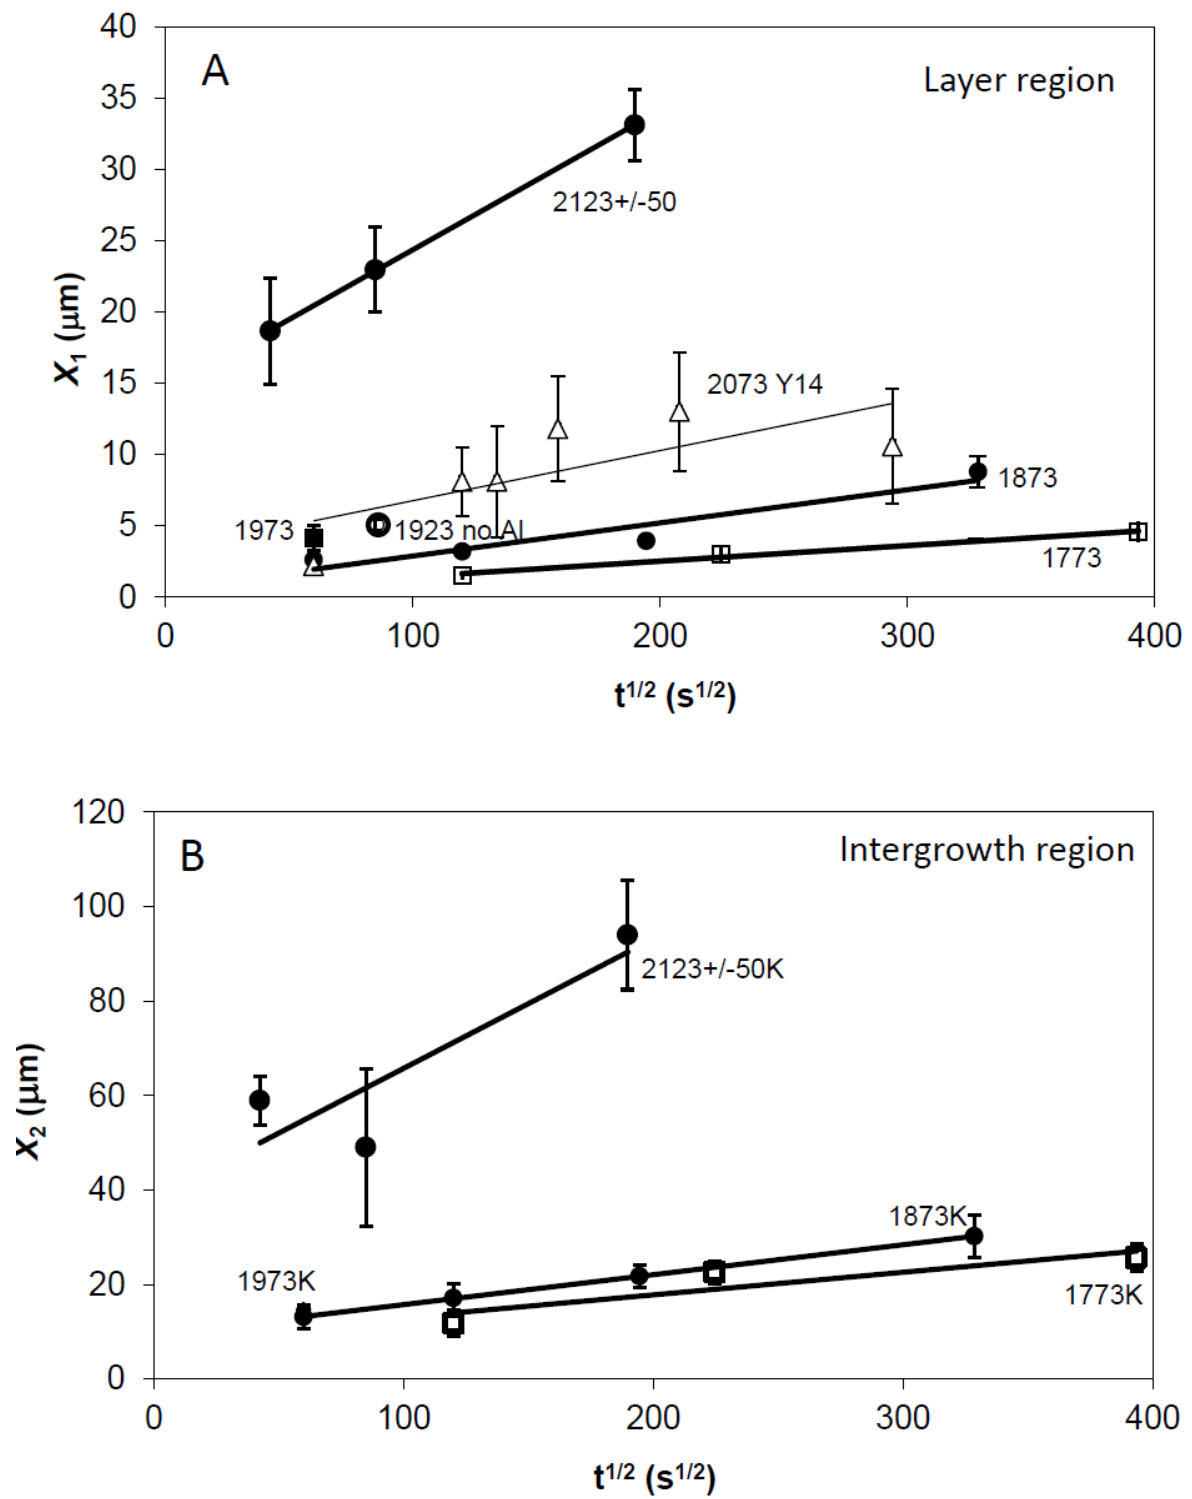 40
A
Layer region
35
30
2123+/-50
25
X₁ (μm)
20
15
2073 Y14
10
1873
1973
1923 no Al
5
1773
0
0 100 200 300 400
t¹/² (s¹/²)
120
B
Intergrowth region
100
2123+/-50K
80
X₂ (μm)
60
40
1873K
1973K
20
1773K
0
0 100 200 300 400
t¹/² (s¹/²)